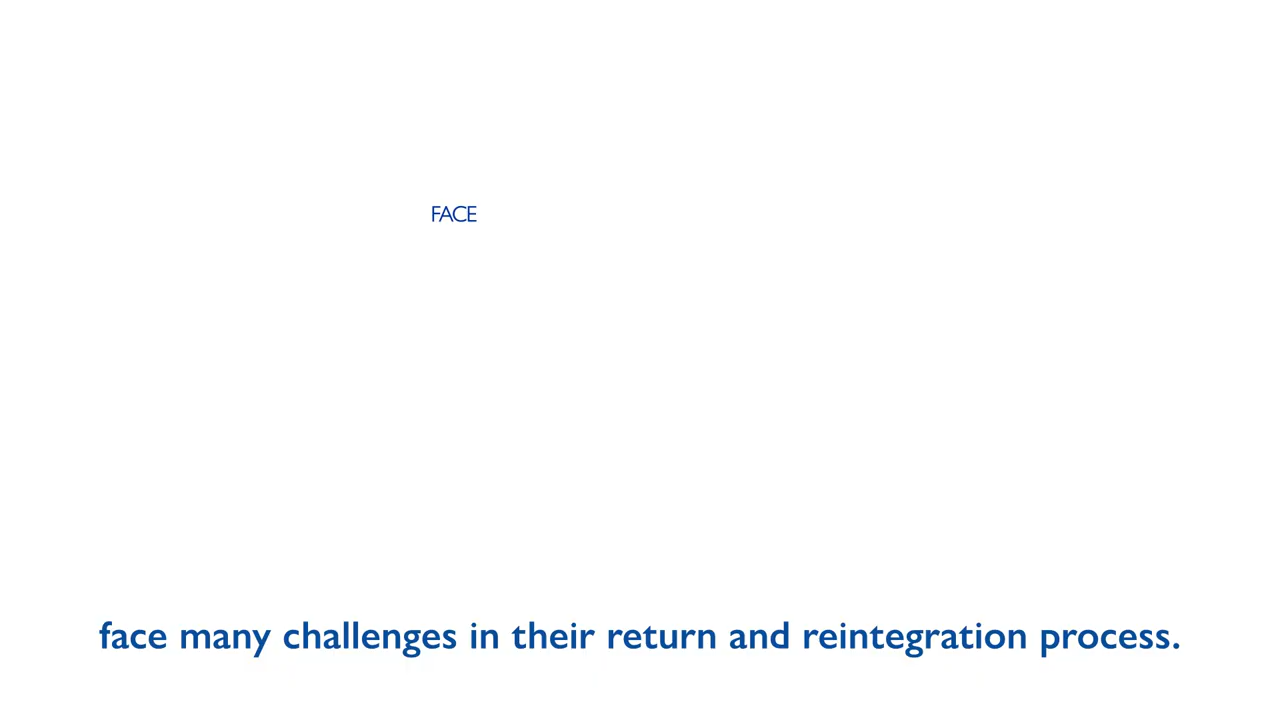 FACE
face many challenges in their return and reintegration process.